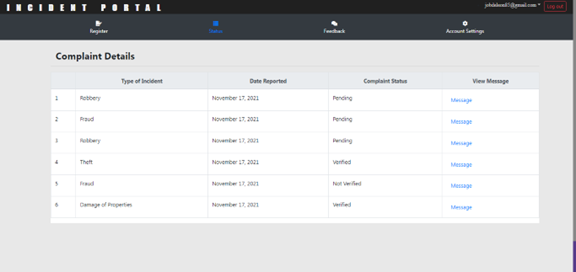 INCIDENT PORTAL
Log out
Register Status Feedback Account Settings
Complaint Details
Type of Incident Date Reported Complaint Status View Message
1 Robbery November 17, 2021 Pending Message
2 Fraud November 17, 2021 Pending Message
3 Robbery November 17, 2021 Pending Message
4 Theft November 17, 2021 Verified Message
5 Fraud November 17, 2021 Not Verified Message
6 Damage of Properties November 17, 2021 Verified Message